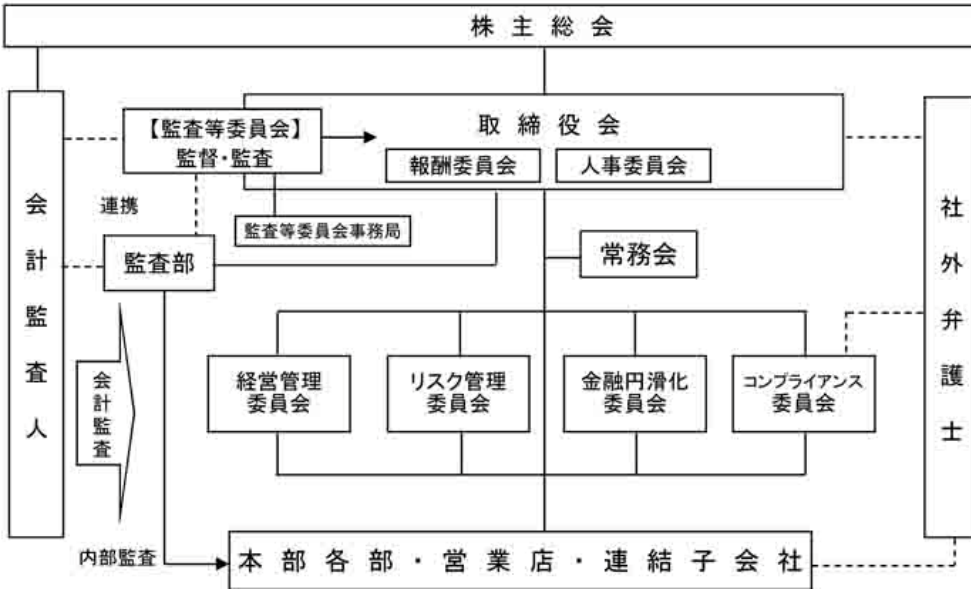 株主総会
【監査等委員会】
監督・監査
取締役会
報酬委員会
人事委員会
会計監査人
連携
監査等委員会事務局
監査部
常務会
社外弁護士
会計監査
経営管理
委員会
リスク管理
委員会
金融円滑化
委員会
コンプライアンス
委員会
内部監査
本部各部・営業店・連結子会社